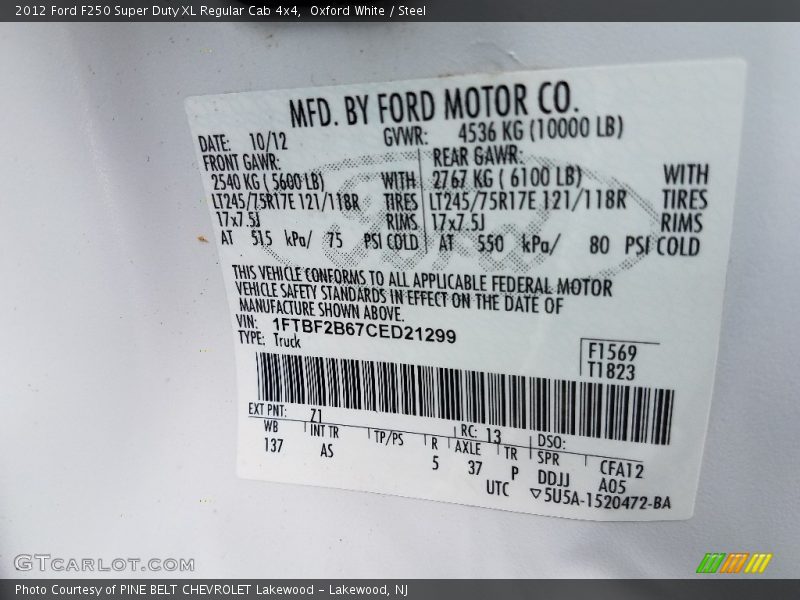 2012 Ford F250 Super Duty XL Regular Cab 4x4, Oxford White / Steel
MFD. BY FORD MOTOR CO.
DATE: 10/12 GVWR: 4536 KG (10000 LB)
FRONT GAWR: REAR GAWR:
2540 KG ( 5600 LB) WITH 2767 KG ( 6100 LB) WITH
LT245/75R17E 121/118R TIRES LT245/75R17E 121/118R TIRES
17x7.5J RIMS 17x7.5J RIMS
AT 515 kPa/ 75 PSI COLD AT 550 kPa/ 80 PSI COLD
THIS VEHICLE CONFORMS TO ALL APPLICABLE FEDERAL MOTOR
VEHICLE SAFETY STANDARDS IN EFFECT ON THE DATE OF
MANUFACTURE SHOWN ABOVE.
VIN: 1FTBF2B67CED21299
TYPE: Truck
F1569
T1823
EXT PNT: Z1 RC: 13 DSO:
WB INT TR TP/PS R AXLE TR SPR CFA12
137 AS 5 37 P DDJJ A05
UTC ▽5U5A-1520472-BA
GTCARLOT.COM
Photo Courtesy of PINE BELT CHEVROLET Lakewood - Lakewood, NJ